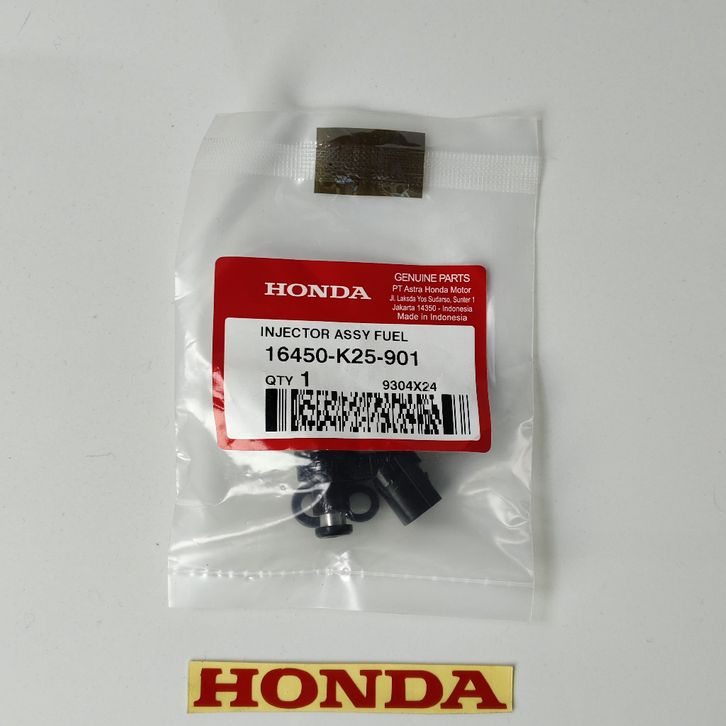 HONDA
GENUINE PARTS
PT Astra Honda Motor
Jl. Laksda Yos Sudarso, Sunter 1
Jakarta 14350 - Indonesia
Made in Indonesia
INJECTOR ASSY FUEL
16450-K25-901
QTY 1
9304X24
HONDA